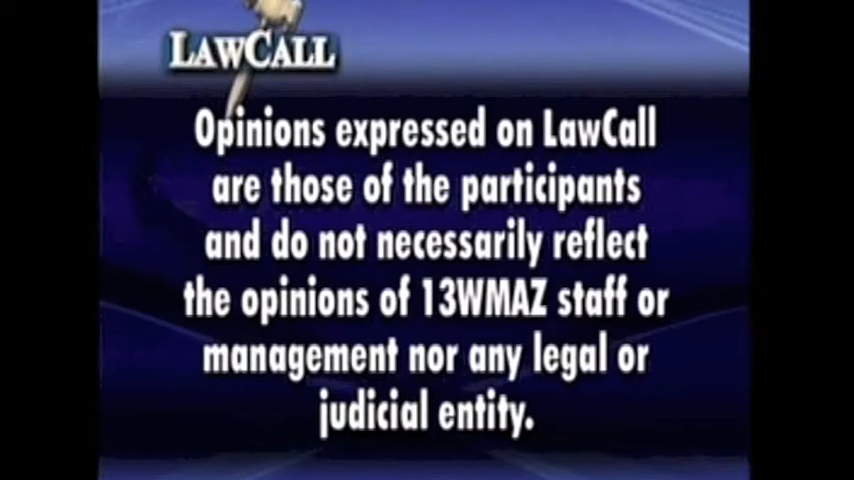 LAWCALL
Opinions expressed on LawCall
are those of the participants
and do not necessarily reflect
the opinions of 13WMAZ staff or
management nor any legal or
judicial entity.